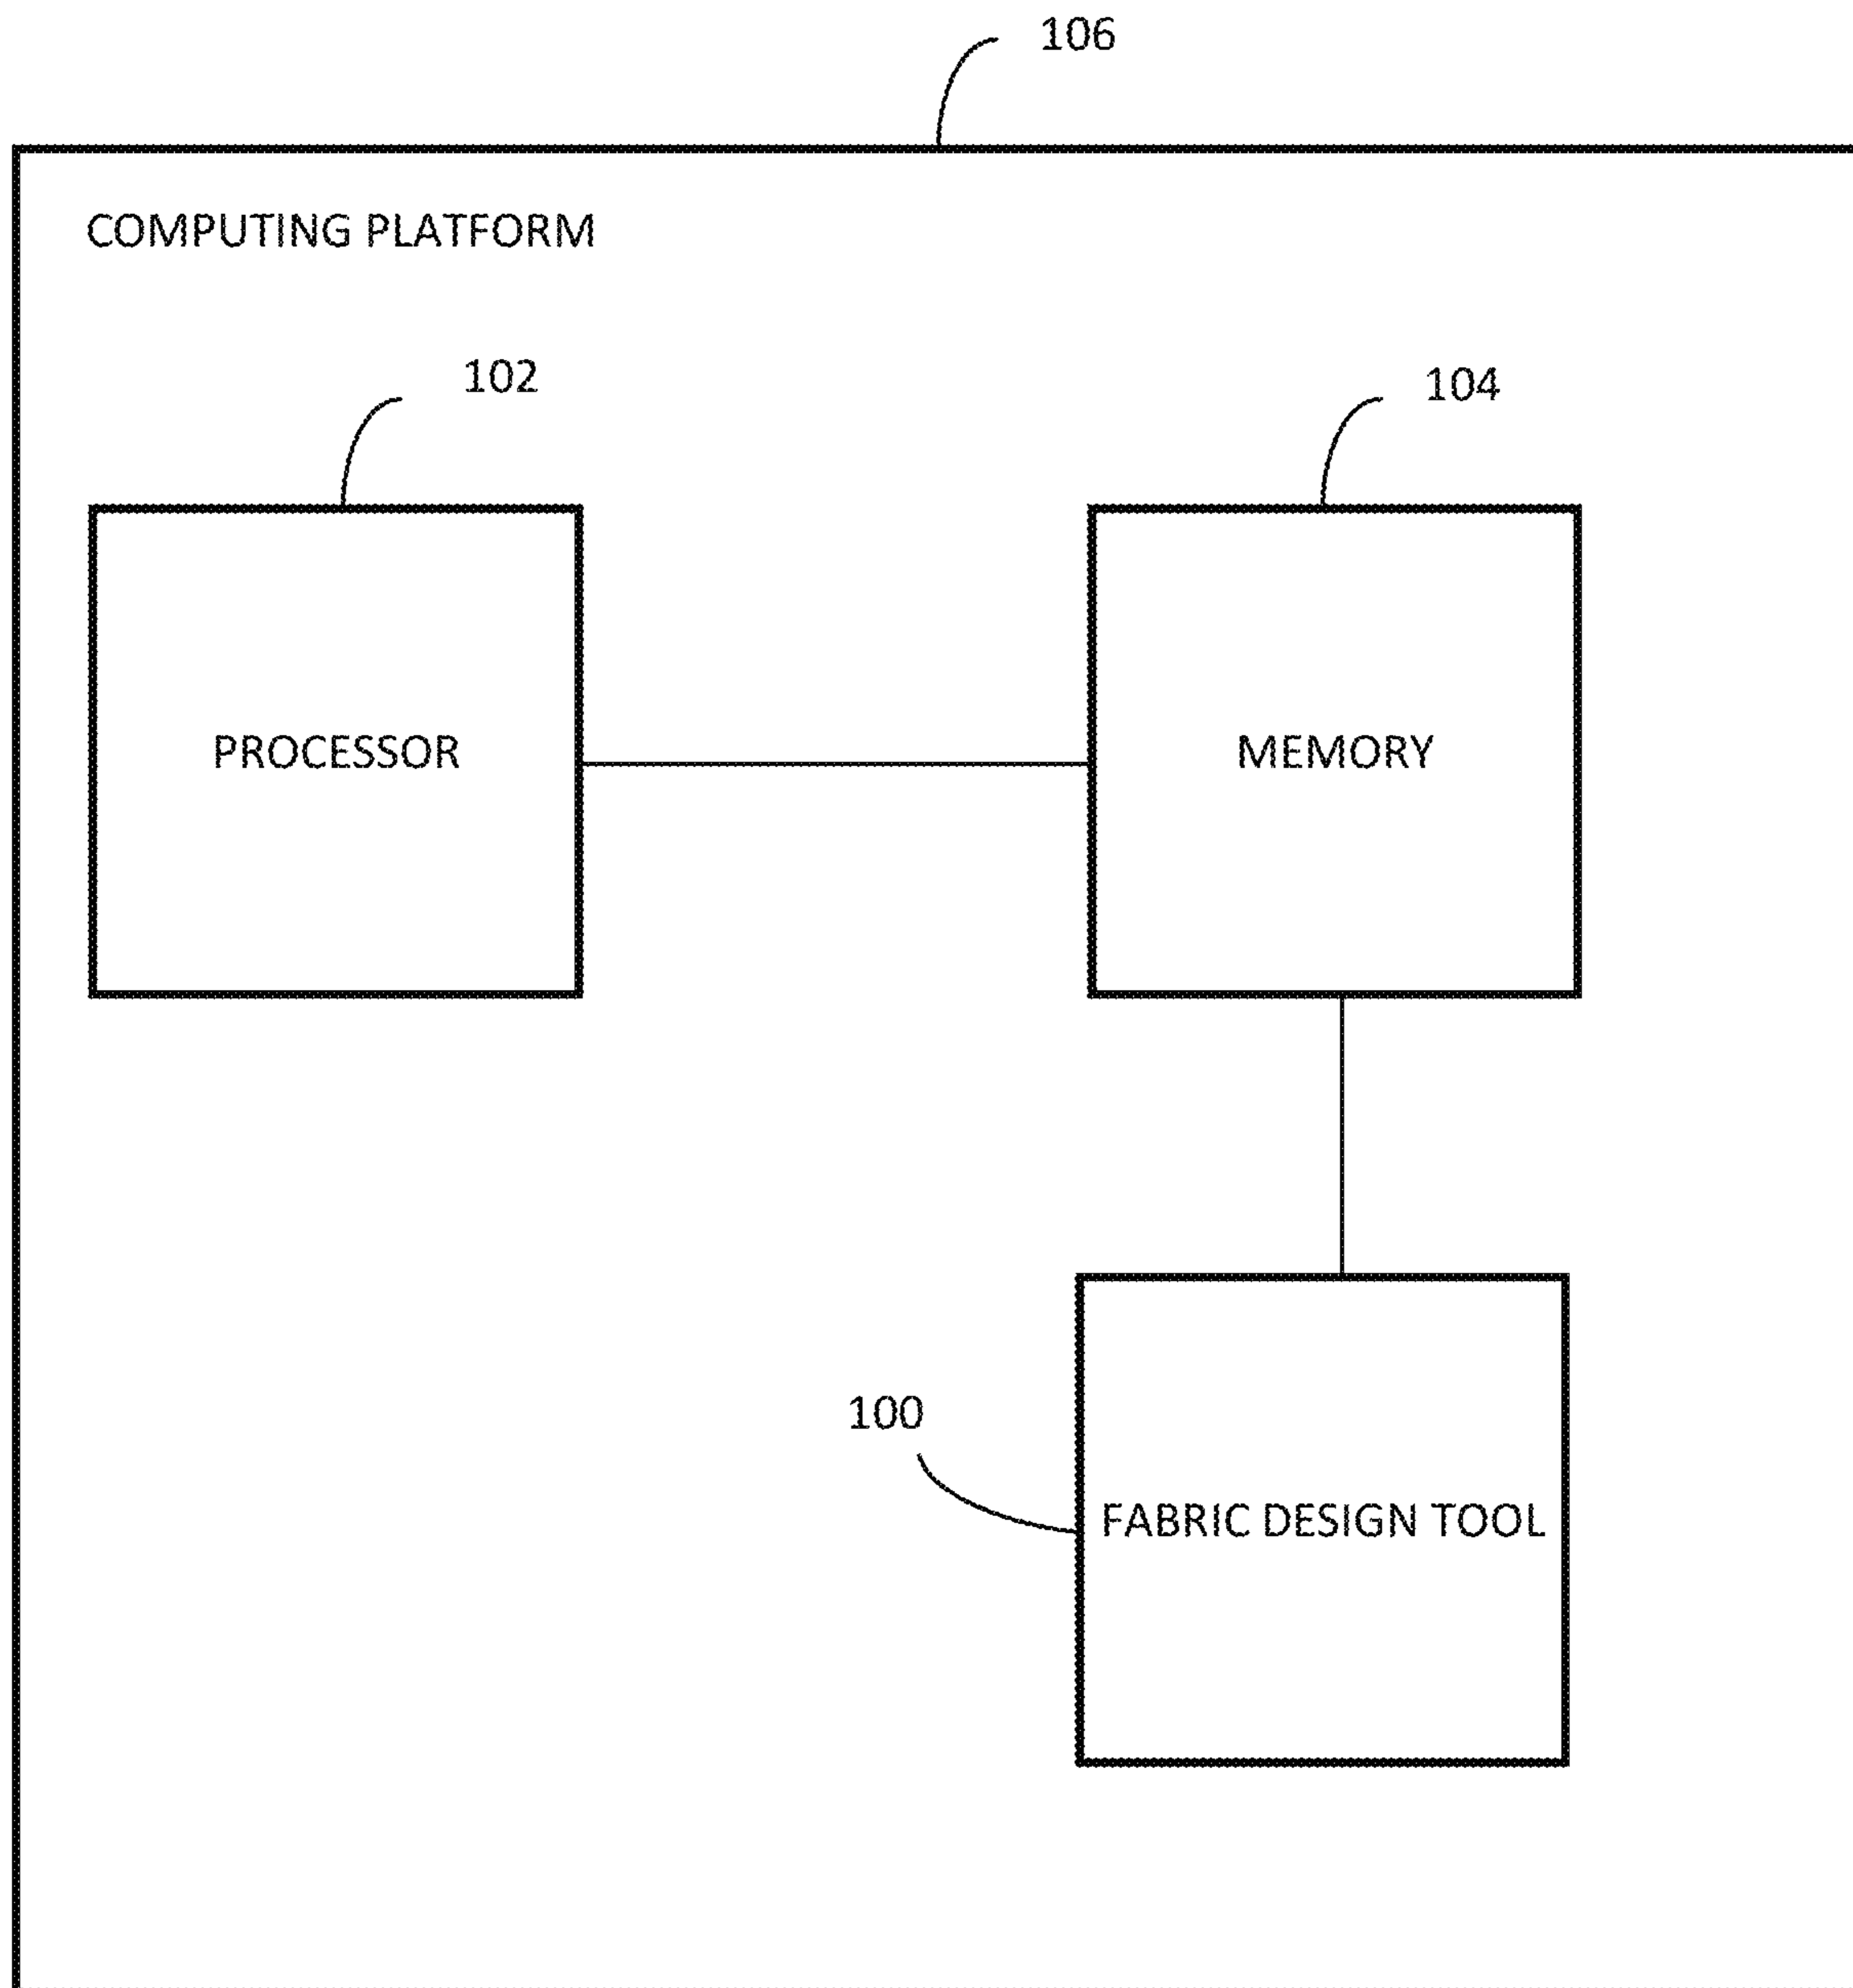 106
COMPUTING PLATFORM
102
104
PROCESSOR
MEMORY
100
FABRIC DESIGN TOOL